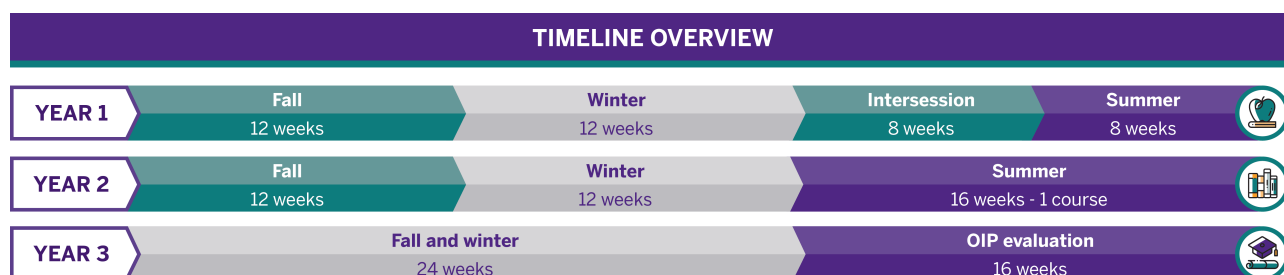 TIMELINE OVERVIEW
YEAR 1
Fall
12 weeks
Winter
12 weeks
Intersession
8 weeks
Summer
8 weeks
YEAR 2
Fall
12 weeks
Winter
12 weeks
Summer
16 weeks - 1 course
YEAR 3
Fall and winter
24 weeks
OIP evaluation
16 weeks